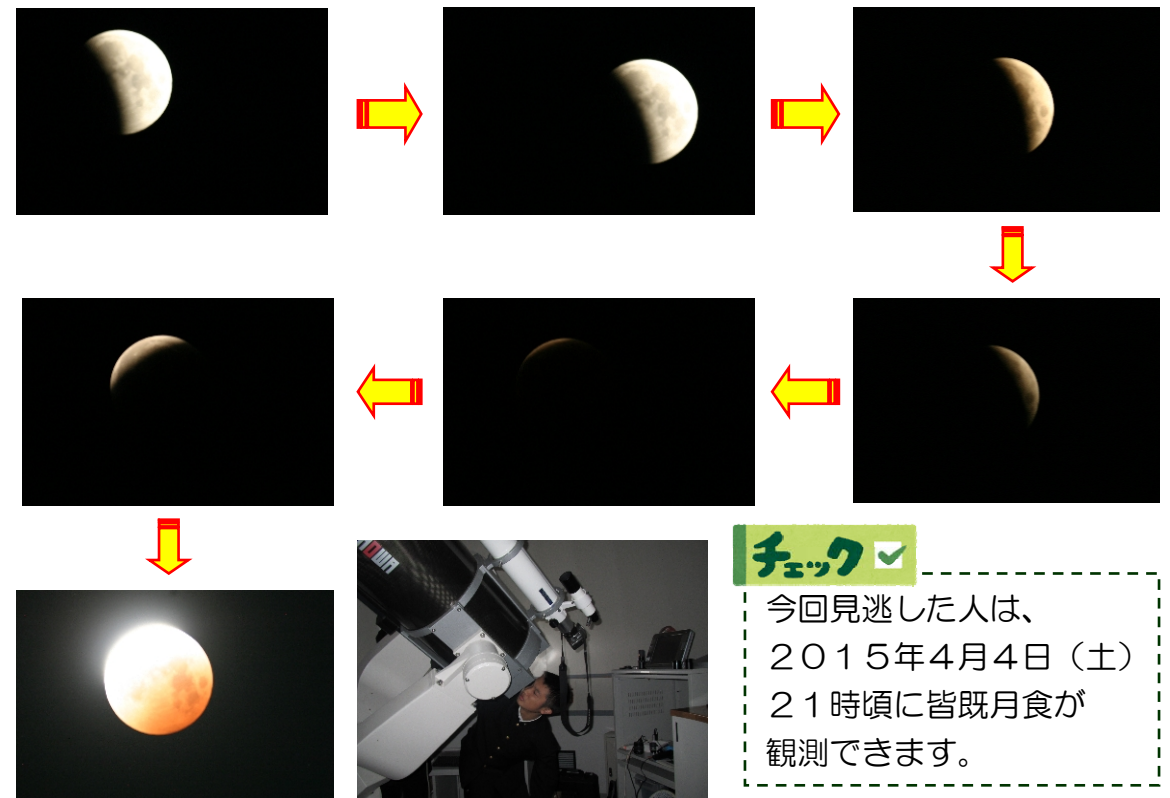 チェック
今回見逃した人は、
２０１５年４月４日（土）
２１時頃に皆既月食が
観測できます。